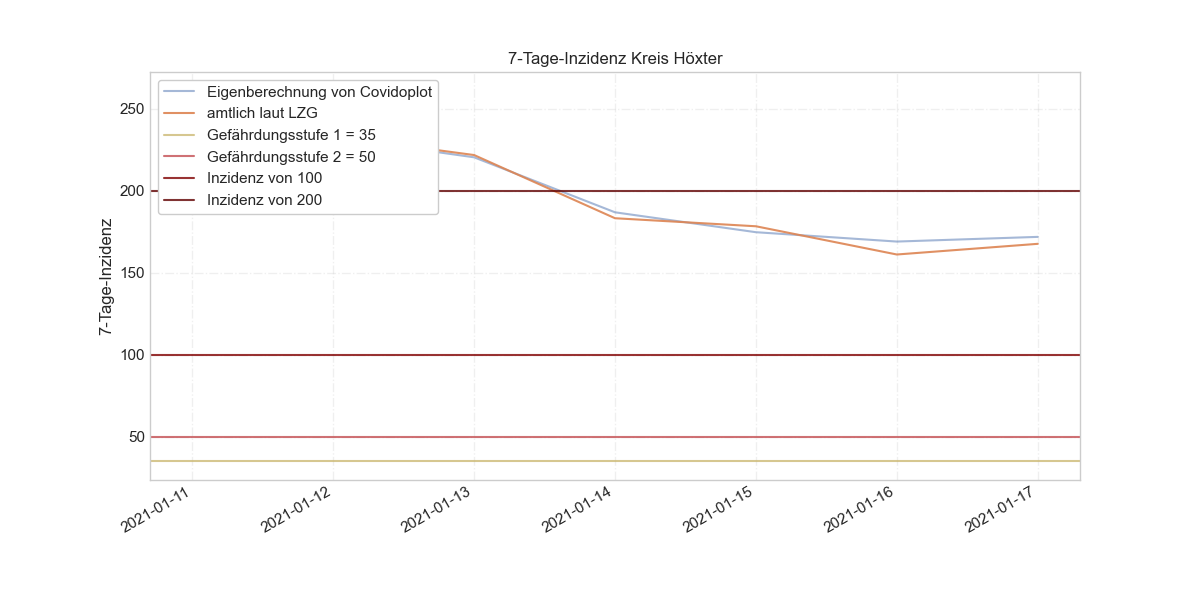 7-Tage-Inzidenz Kreis Höxter
Eigenberechnung von Covidoplot
amtlich laut LZG
Gefährdungsstufe 1 = 35
Gefährdungsstufe 2 = 50
Inzidenz von 100
Inzidenz von 200
7-Tage-Inzidenz
250
200
150
100
50
2021-01-11
2021-01-12
2021-01-13
2021-01-14
2021-01-15
2021-01-16
2021-01-17